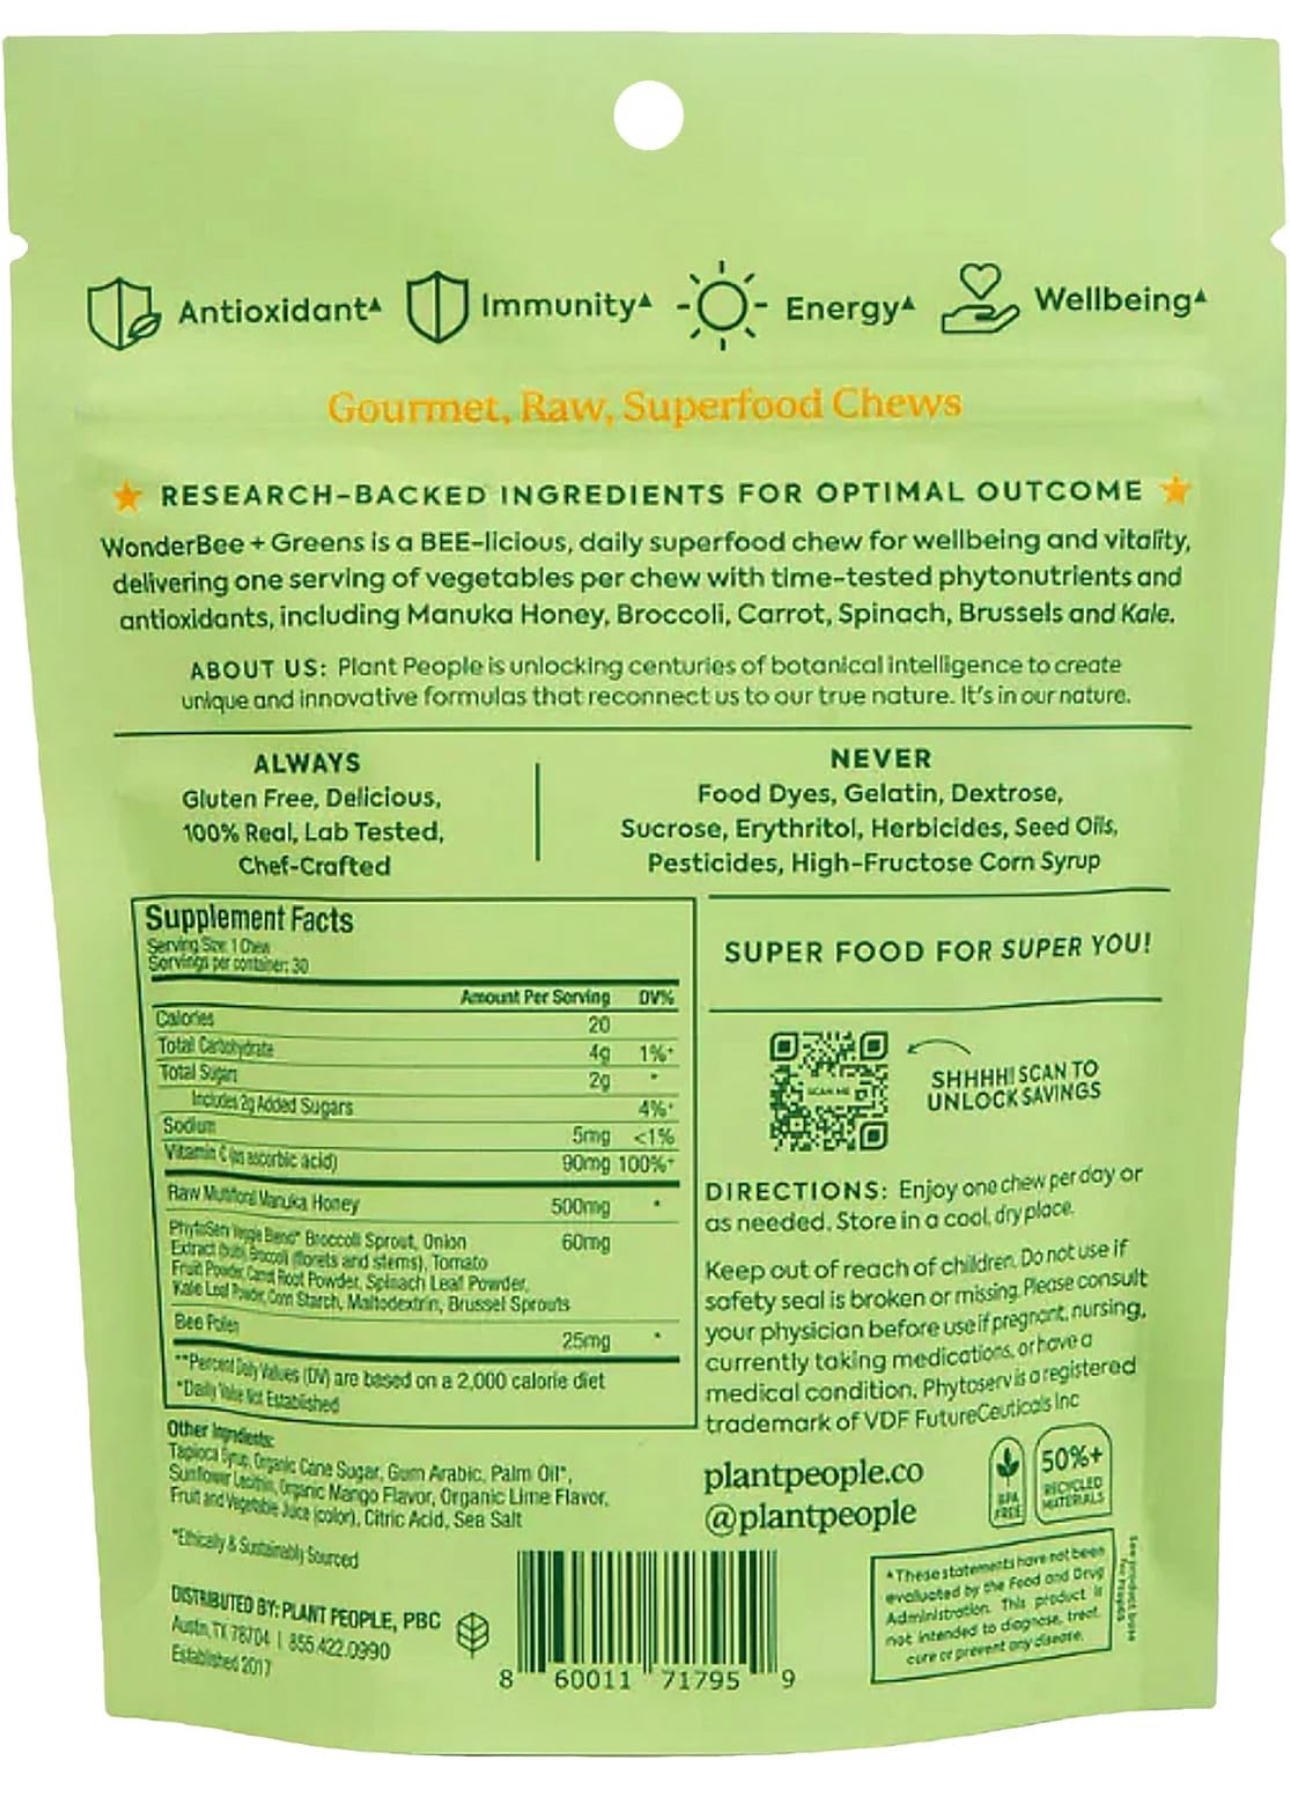 Antioxidant▲
Immunity▲
Energy▲
Wellbeing▲
Gourmet, Raw, Superfood Chews
★ RESEARCH-BACKED INGREDIENTS FOR OPTIMAL OUTCOME ★
WonderBee + Greens is a BEE-licious, daily superfood chew for wellbeing and vitality,
delivering one serving of vegetables per chew with time-tested phytonutrients and
antioxidants, including Manuka Honey, Broccoli, Carrot, Spinach, Brussels and Kale.
ABOUT US: Plant People is unlocking centuries of botanical intelligence to create
unique and innovative formulas that reconnect us to our true nature. It's in our nature.
ALWAYS
Gluten Free, Delicious,
100% Real, Lab Tested,
Chef-Crafted
NEVER
Food Dyes, Gelatin, Dextrose,
Sucrose, Erythritol, Herbicides, Seed Oils,
Pesticides, High-Fructose Corn Syrup
Supplement Facts
Serving Size: 1 Chew
Servings per container: 30
Amount Per Serving DV%
Calories 20
Total Carbohydrate 4g 1%+
Total Sugars 2g *
Includes 2g Added Sugars 4%+
Sodium 5mg <1%
Vitamin C (as ascorbic acid) 90mg 100%+
Raw Multifloral Manuka Honey 500mg *
PhytoServ Veggie Blend* Broccoli Sprout, Onion 60mg
Extract (bulb), Broccoli (florets and stems), Tomato
Fruit Powder, Carrot Root Powder, Spinach Leaf Powder,
Kale Leaf Powder, Corn Starch, Maltodextrin, Brussel Sprouts
Bee Pollen 25mg *
**Percent Daily Values (DV) are based on a 2,000 calorie diet
*Daily Value Not Established
Other Ingredients:
Tapioca Syrup, Organic Cane Sugar, Gum Arabic, Palm Oil*,
Sunflower Lecithin, Organic Mango Flavor, Organic Lime Flavor,
Fruit and Vegetable Juice (color), Citric Acid, Sea Salt
*Ethically & Sustainably Sourced
DISTRIBUTED BY: PLANT PEOPLE, PBC
Austin, TX 78704 | 855.422.0990
Established 2017
8 60011 71795 9
SUPER FOOD FOR SUPER YOU!
SCAN ME
SHHHH! SCAN TO
UNLOCK SAVINGS
DIRECTIONS: Enjoy one chew per day or
as needed. Store in a cool, dry place.
Keep out of reach of children. Do not use if
safety seal is broken or missing. Please consult
your physician before use if pregnant, nursing,
currently taking medications, or have a
medical condition. Phytoserv is a registered
trademark of VDF FutureCeuticals Inc
plantpeople.co
@plantpeople
BPA
FREE
50%+
RECYCLED
MATERIALS
▲These statements have not been
evaluated by the Food and Drug
Administration. This product is
not intended to diagnose, treat,
cure or prevent any disease.